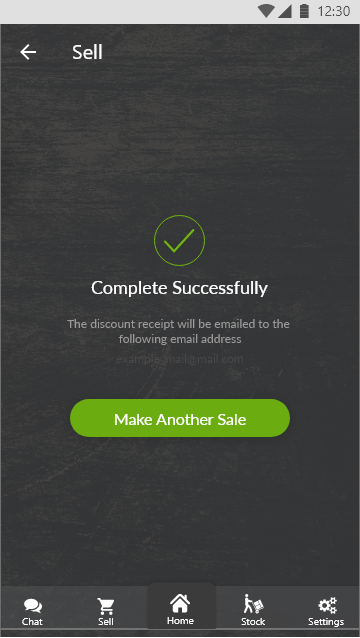 12:30
Sell
Complete Successfully
The discount receipt will be emailed to the
following email address
example.mail@gmail.com
Make Another Sale
Chat
Sell
Home
Stock
Settings